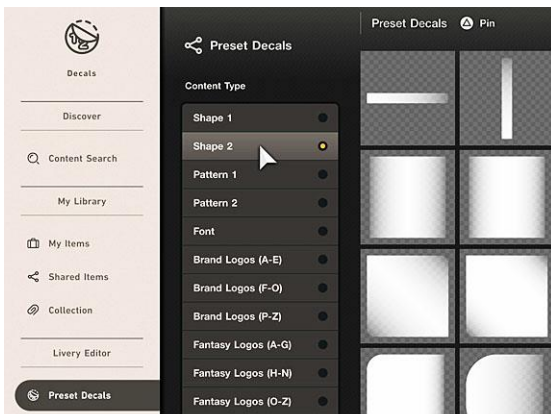 Decals
Discover
Content Search
My Library
My Items
Shared Items
Collection
Livery Editor
Preset Decals
Preset Decals
Content Type
Shape 1
Shape 2
Pattern 1
Pattern 2
Font
Brand Logos (A-E)
Brand Logos (F-O)
Brand Logos (P-Z)
Fantasy Logos (A-G)
Fantasy Logos (H-N)
Fantasy Logos (O-Z)
Preset Decals Pin